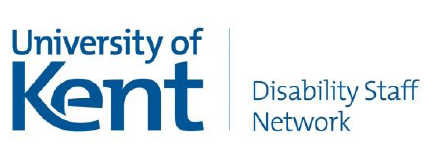 University of
Kent
Disability Staff
Network